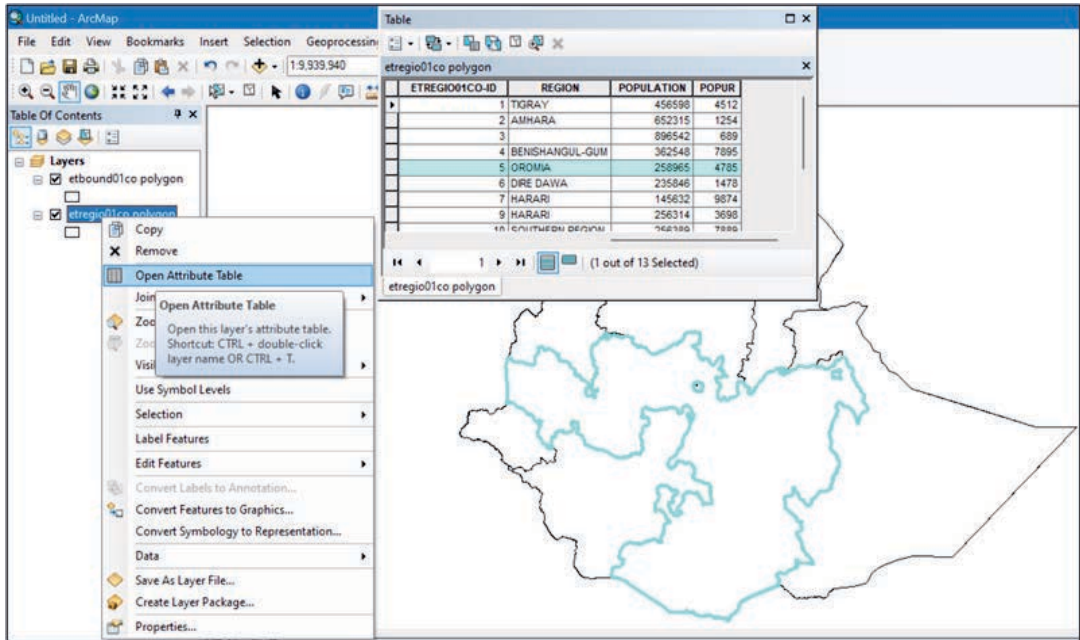 Untitled - ArcMap
File Edit View Bookmarks Insert Selection Geoprocessing
1:9,939,940
Table Of Contents
Layers
etbound01co polygon
etregio01co polygon
Copy
Remove
Open Attribute Table
Open Attribute Table
Open this layer's attribute table.
Shortcut: CTRL + double-click
layer name OR CTRL + T.
Use Symbol Levels
Selection
Label Features
Edit Features
Convert Labels to Annotation...
Convert Features to Graphics...
Convert Symbology to Representation...
Data
Save As Layer File...
Create Layer Package...
Properties...
Table
etregio01co polygon
ETREGIO01CO-ID REGION POPULATION POPUR
1 TIGRAY 456598 4512
2 AMHARA 652315 1254
3 896542 689
4 BENISHANGUL-GUM 362548 7895
5 OROMIA 258965 4785
6 DIRE DAWA 235846 1478
7 HARARI 145632 9874
9 HARARI 256314 3698
10 SOUTHERN REGION 256389 7889
1 (1 out of 13 Selected)
etregio01co polygon